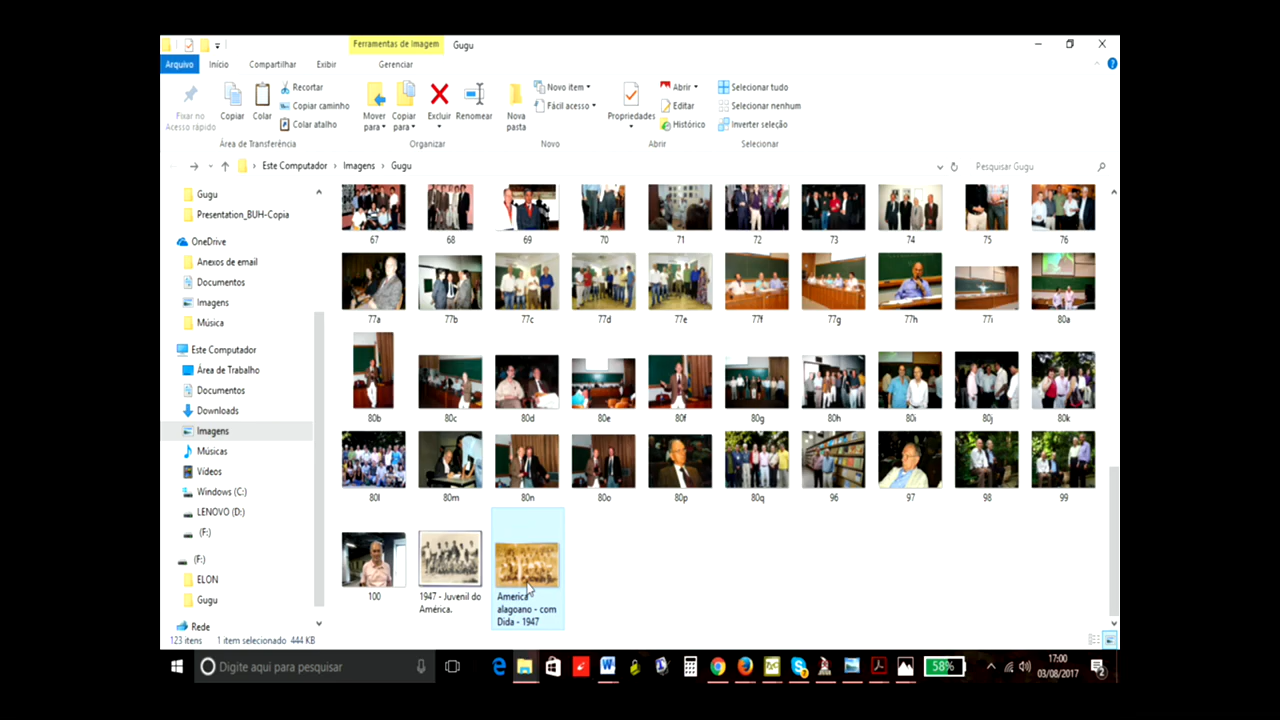 Ferramentas de Imagem
Gugu
Arquivo
Início
Compartilhar
Exibir
Gerenciar
Fixar no
Acesso rápido
Copiar
Colar
Recortar
Copiar caminho
Colar atalho
Área de Transferência
Mover
para
Copiar
para
Excluir
Renomear
Organizar
Nova
pasta
Novo item
Fácil acesso
Novo
Propriedades
Abrir
Editar
Histórico
Abrir
Selecionar tudo
Selecionar nenhum
Inverter seleção
Selecionar
Este Computador
Imagens
Gugu
Pesquisar Gugu
Gugu
Presentation_BUH-Copia
OneDrive
Anexos de email
Documentos
Imagens
Música
Este Computador
Área de Trabalho
Documentos
Downloads
Imagens
Músicas
Vídeos
Windows (C:)
LENOVO (D:)
(F:)
(F:)
ELON
Gugu
Rede
67 68 69 70 71 72 73 74 75 76
77a 77b 77c 77d 77e 77f 77g 77h 77i 80a
80b 80c 80d 80e 80f 80g 80h 80i 80j 80k
80l 80m 80n 80o 80p 80q 96 97 98 99
100
1947 - Juvenil do
América.
America
alagoano - com
Dida - 1947
123 itens 1 item selecionado 444 KB
Digite aqui para pesquisar
58%
17:00
03/08/2017